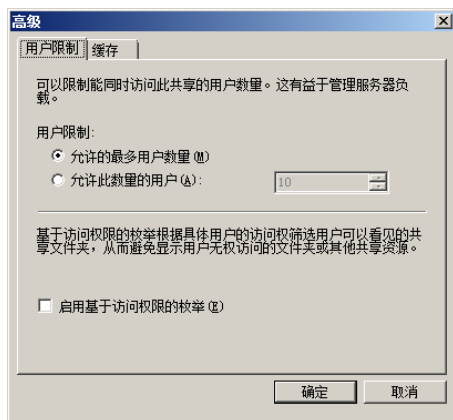 高级
用户限制 缓存
可以限制能同时访问此共享的用户数量。这有益于管理服务器负
载。
用户限制:
允许的最多用户数量(M)
允许此数量的用户(A): 10
基于访问权限的枚举根据具体用户的访问权筛选用户可以看见的共
享文件夹，从而避免显示用户无权访问的文件夹或其他共享资源。
启用基于访问权限的枚举(E)
确定 取消